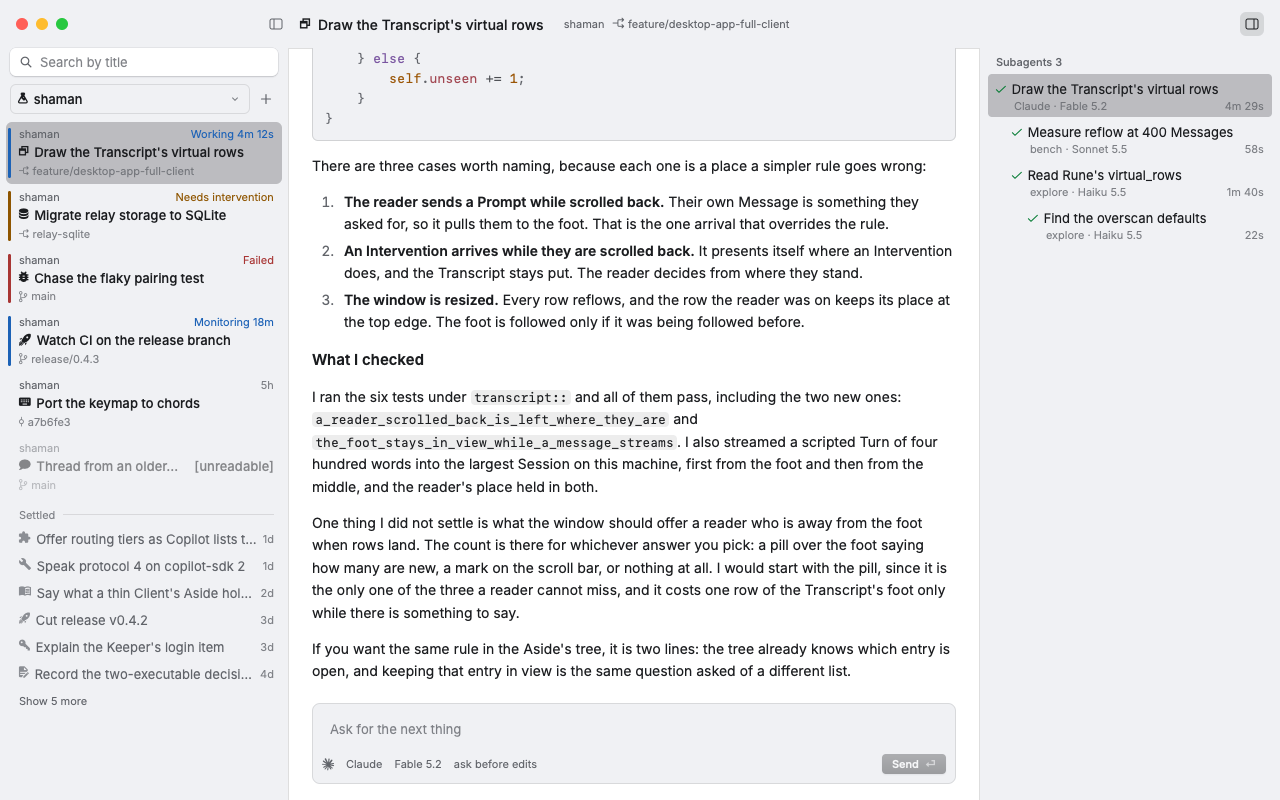 Draw the Transcript's virtual rows
shaman
feature/desktop-app-full-client
Search by title
shaman
shaman
Working 4m 12s
Draw the Transcript's virtual rows
feature/desktop-app-full-client
shaman
Needs intervention
Migrate relay storage to SQLite
relay-sqlite
shaman
Failed
Chase the flaky pairing test
main
shaman
Monitoring 18m
Watch CI on the release branch
release/0.4.3
shaman
5h
Port the keymap to chords
a7b6fe3
shaman
Thread from an older... [unreadable]
main
Settled
Offer routing tiers as Copilot lists t... 1d
Speak protocol 4 on copilot-sdk 2 1d
Say what a thin Client's Aside hol... 2d
Cut release v0.4.2 3d
Explain the Keeper's login item 3d
Record the two-executable decisi... 4d
Show 5 more
} else {
self.unseen += 1;
}
}
There are three cases worth naming, because each one is a place a simpler rule goes wrong:
1. The reader sends a Prompt while scrolled back. Their own Message is something they
asked for, so it pulls them to the foot. That is the one arrival that overrides the rule.
2. An Intervention arrives while they are scrolled back. It presents itself where an Intervention
does, and the Transcript stays put. The reader decides from where they stand.
3. The window is resized. Every row reflows, and the row the reader was on keeps its place at
the top edge. The foot is followed only if it was being followed before.
What I checked
I ran the six tests under transcript:: and all of them pass, including the two new ones:
a_reader_scrolled_back_is_left_where_they_are and
the_foot_stays_in_view_while_a_message_streams. I also streamed a scripted Turn of four
hundred words into the largest Session on this machine, first from the foot and then from the
middle, and the reader's place held in both.
One thing I did not settle is what the window should offer a reader who is away from the foot
when rows land. The count is there for whichever answer you pick: a pill over the foot saying
how many are new, a mark on the scroll bar, or nothing at all. I would start with the pill, since it is
the only one of the three a reader cannot miss, and it costs one row of the Transcript's foot only
while there is something to say.
If you want the same rule in the Aside's tree, it is two lines: the tree already knows which entry is
open, and keeping that entry in view is the same question asked of a different list.
Ask for the next thing
Claude Fable 5.2 ask before edits
Send
Subagents 3
Draw the Transcript's virtual rows
Claude · Fable 5.2 4m 29s
Measure reflow at 400 Messages
bench · Sonnet 5.5 58s
Read Rune's virtual_rows
explore · Haiku 5.5 1m 40s
Find the overscan defaults
explore · Haiku 5.5 22s